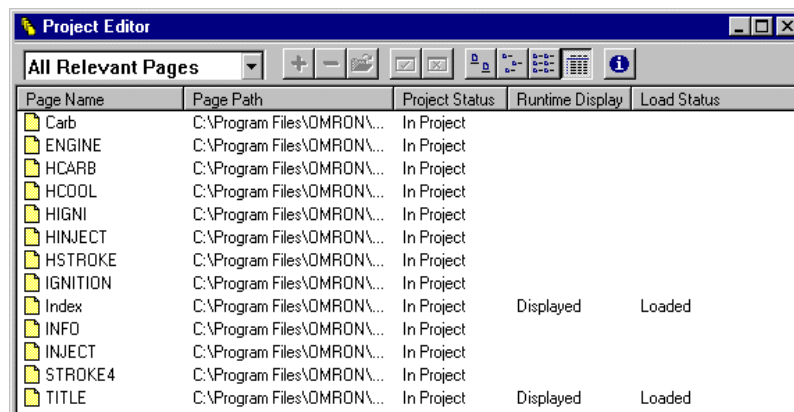 Project Editor
All Relevant Pages
Page Name Page Path Project Status Runtime Display Load Status
Carb C:\Program Files\OMRON\... In Project
ENGINE C:\Program Files\OMRON\... In Project
HCARB C:\Program Files\OMRON\... In Project
HCOOL C:\Program Files\OMRON\... In Project
HIGNI C:\Program Files\OMRON\... In Project
HINJECT C:\Program Files\OMRON\... In Project
HSTROKE C:\Program Files\OMRON\... In Project
IGNITION C:\Program Files\OMRON\... In Project
Index C:\Program Files\OMRON\... In Project Displayed Loaded
INFO C:\Program Files\OMRON\... In Project
INJECT C:\Program Files\OMRON\... In Project
STROKE4 C:\Program Files\OMRON\... In Project
TITLE C:\Program Files\OMRON\... In Project Displayed Loaded